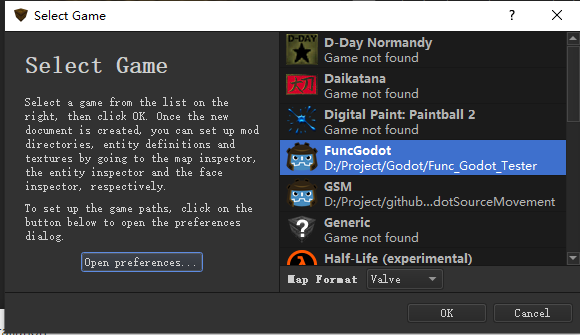 Select Game
?
Select Game
Select a game from the list on the
right, then click OK. Once the new
document is created, you can set up mod
directories, entity definitions and
textures by going to the map inspector,
the entity inspector and the face
inspector, respectively.
To set up the game paths, click on the
button below to open the preferences
dialog.
Open preferences...
D-Day Normandy
Game not found
Daikatana
Game not found
Digital Paint: Paintball 2
Game not found
FuncGodot
D:/Project/Godot/Func_Godot_Tester
GSM
D:/Project/github...dotSourceMovement
Generic
Game not found
Half-Life (experimental)
Map Format
Valve
OK
Cancel